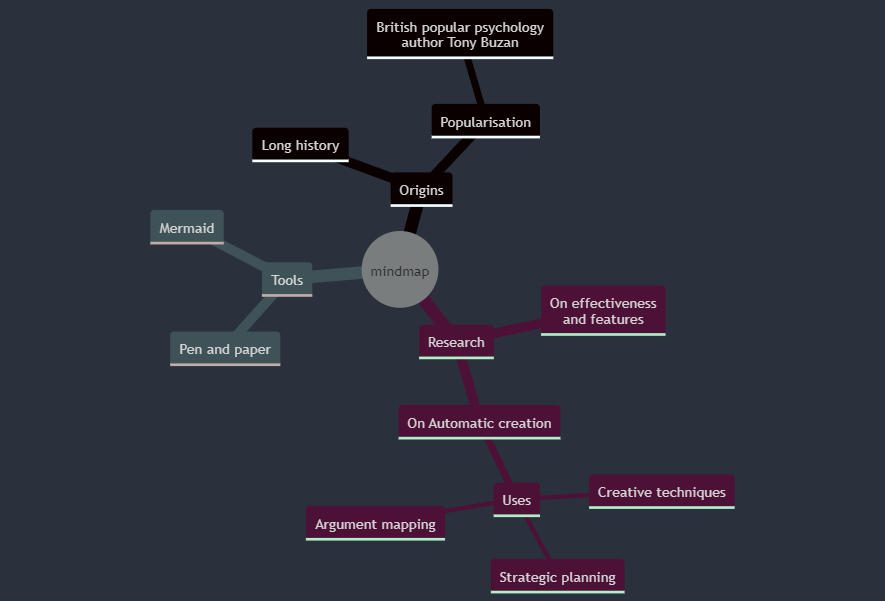 British popular psychology
author Tony Buzan
Popularisation
Long history
Origins
Mermaid
mindmap
Tools
On effectiveness
and features
Research
Pen and paper
On Automatic creation
Creative techniques
Uses
Argument mapping
Strategic planning